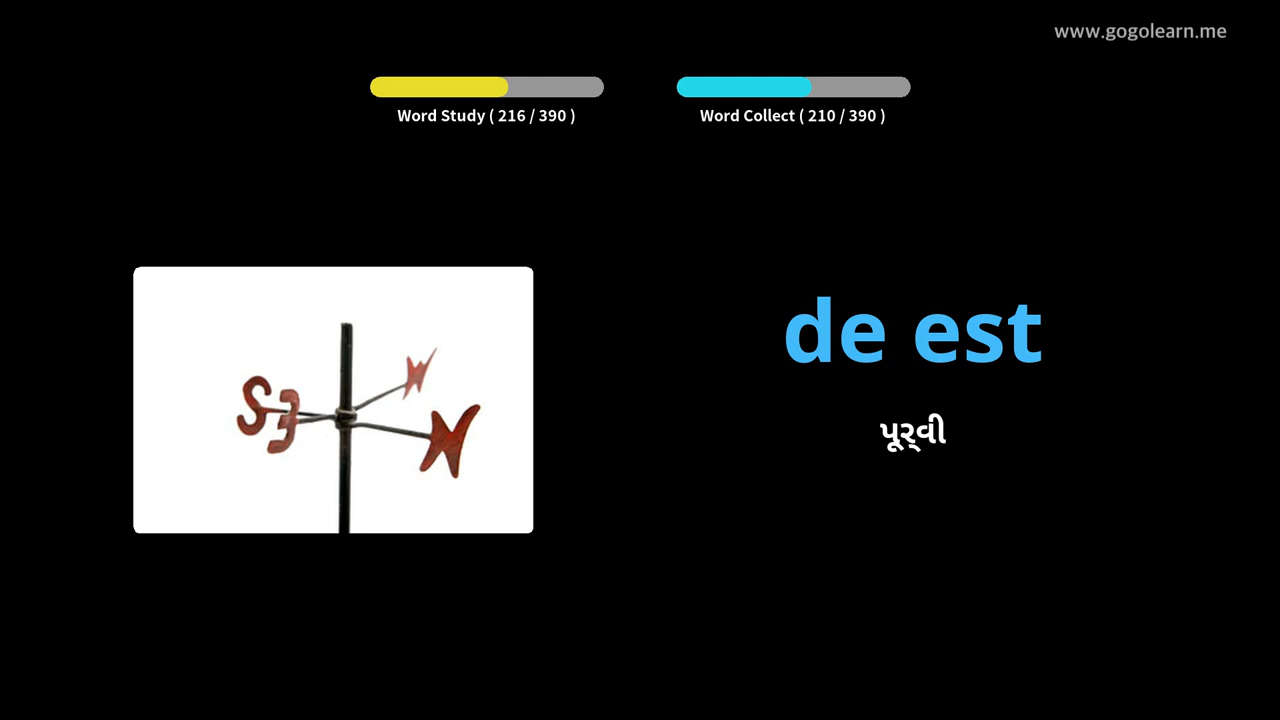 www.gogolearn.me
Word Study ( 216 / 390 )
Word Collect ( 210 / 390 )
de est
પૂર્વી
S E N N